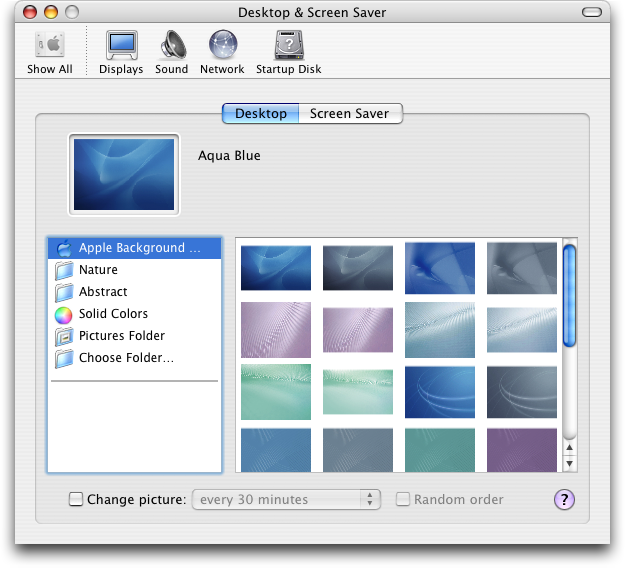 Desktop & Screen Saver
Show All Displays Sound Network Startup Disk
Desktop Screen Saver
Aqua Blue
Apple Background ...
Nature
Abstract
Solid Colors
Pictures Folder
Choose Folder...
Change picture: every 30 minutes Random order ?